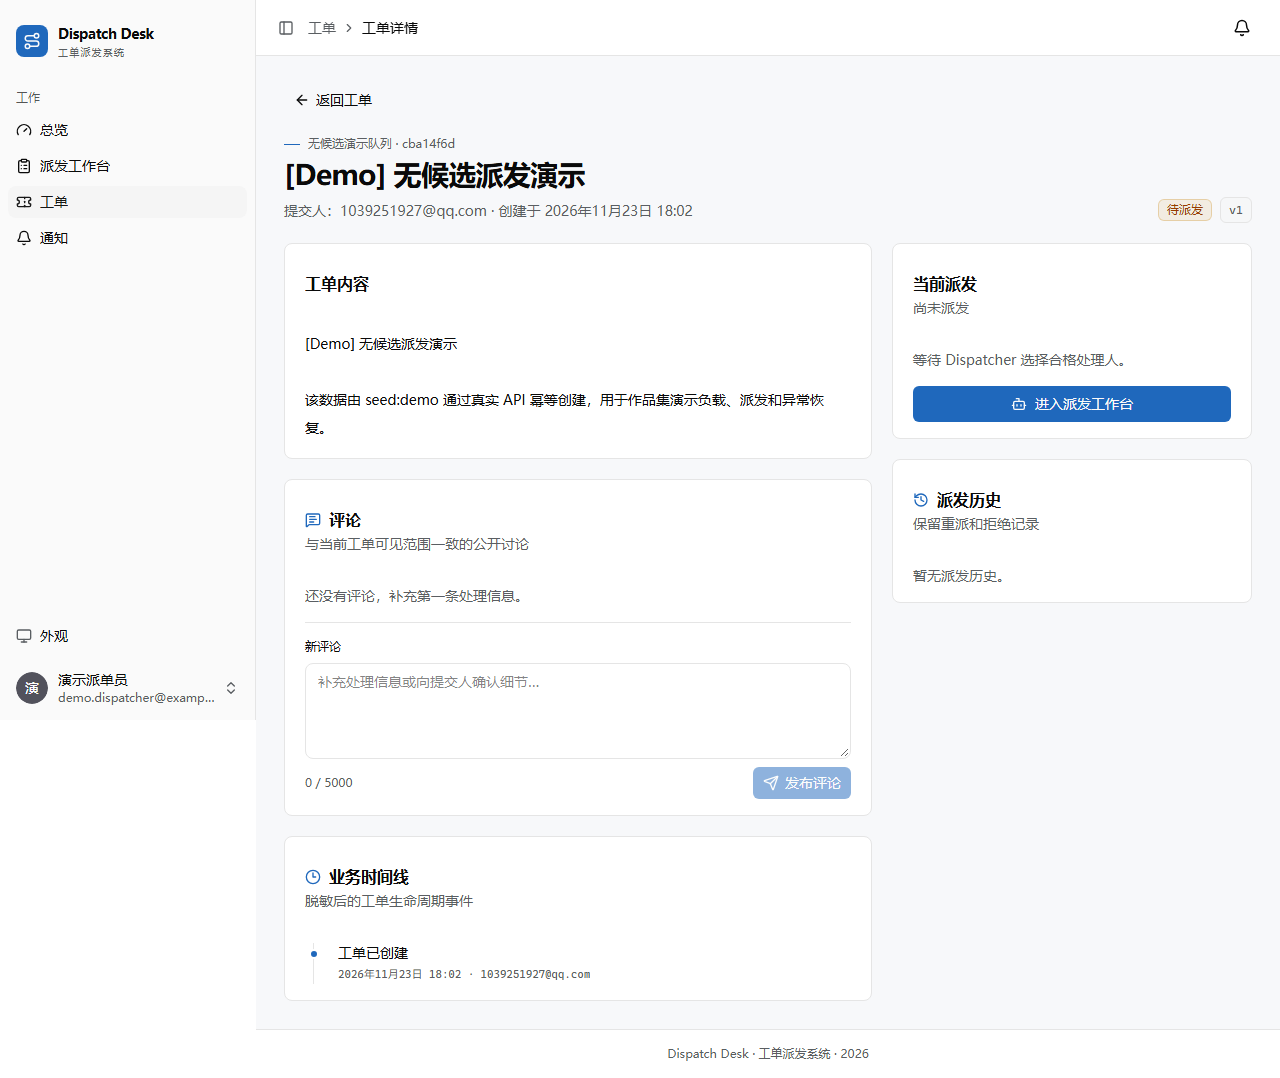 Dispatch Desk
工单派发系统
工作
总览
派发工作台
工单
通知
外观
演
演示派单员
demo.dispatcher@examp...
工单
工单详情
返回工单
无候选演示队列 · cba14f6d
[Demo] 无候选派发演示
提交人：1039251927@qq.com · 创建于 2026年11月23日 18:02
待派发
v1
工单内容
[Demo] 无候选派发演示
该数据由 seed:demo 通过真实 API 幂等创建，用于作品集演示负载、派发和异常恢
复。
评论
与当前工单可见范围一致的公开讨论
还没有评论，补充第一条处理信息。
新评论
补充处理信息或向提交人确认细节...
0 / 5000
发布评论
业务时间线
脱敏后的工单生命周期事件
工单已创建
2026年11月23日 18:02 · 1039251927@qq.com
当前派发
尚未派发
等待 Dispatcher 选择合格处理人。
进入派发工作台
派发历史
保留重派和拒绝记录
暂无派发历史。
Dispatch Desk · 工单派发系统 · 2026